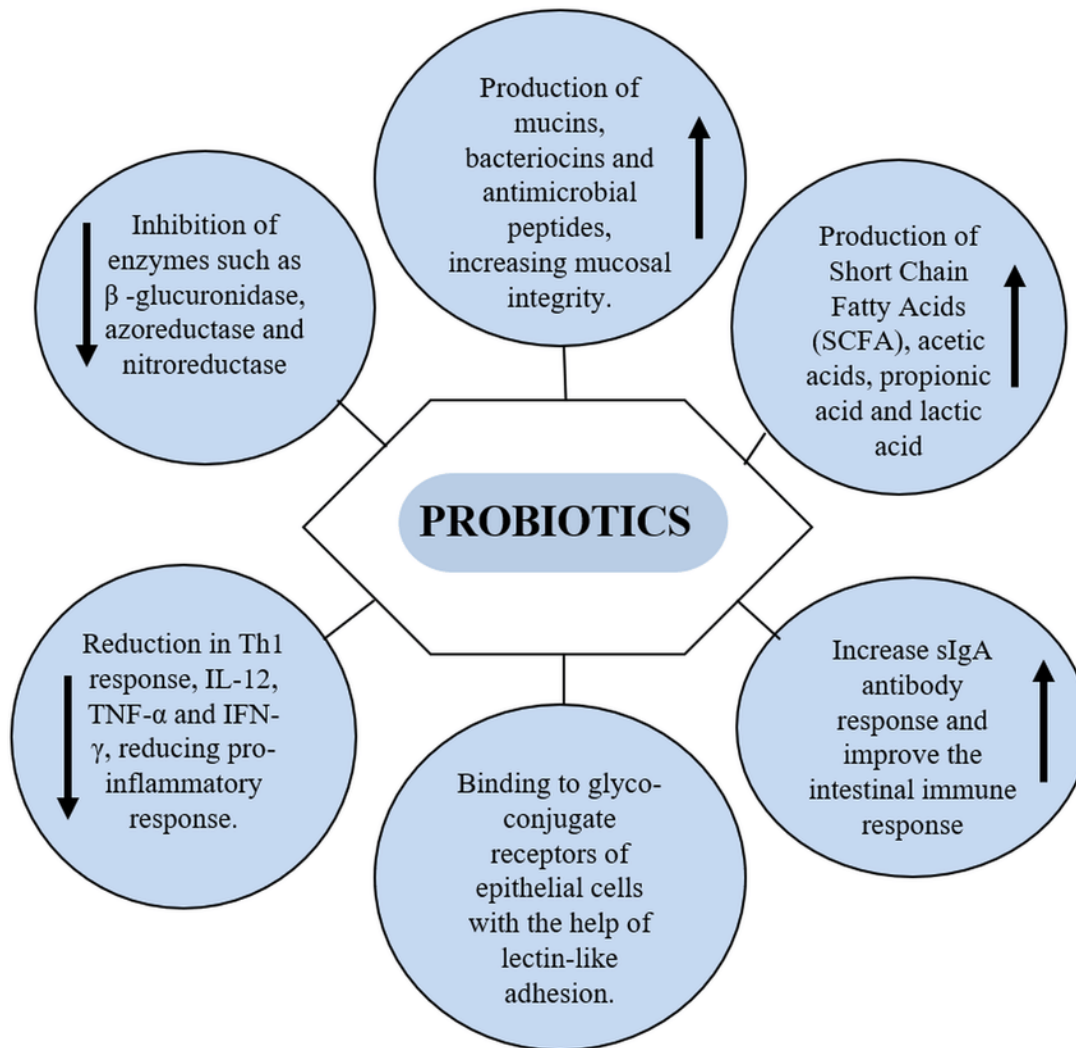 Production of
mucins,
bacteriocins and
antimicrobial
peptides,
increasing mucosal
integrity.
Inhibition of
enzymes such as
β -glucuronidase,
azoreductase and
nitroreductase
Production of
Short Chain
Fatty Acids
(SCFA), acetic
acids, propionic
acid and lactic
acid
PROBIOTICS
Reduction in Th1
response, IL-12,
TNF-α and IFN-
γ, reducing pro-
inflammatory
response.
Increase sIgA
antibody
response and
improve the
intestinal immune
response
Binding to glyco-
conjugate
receptors of
epithelial cells
with the help of
lectin-like
adhesion.